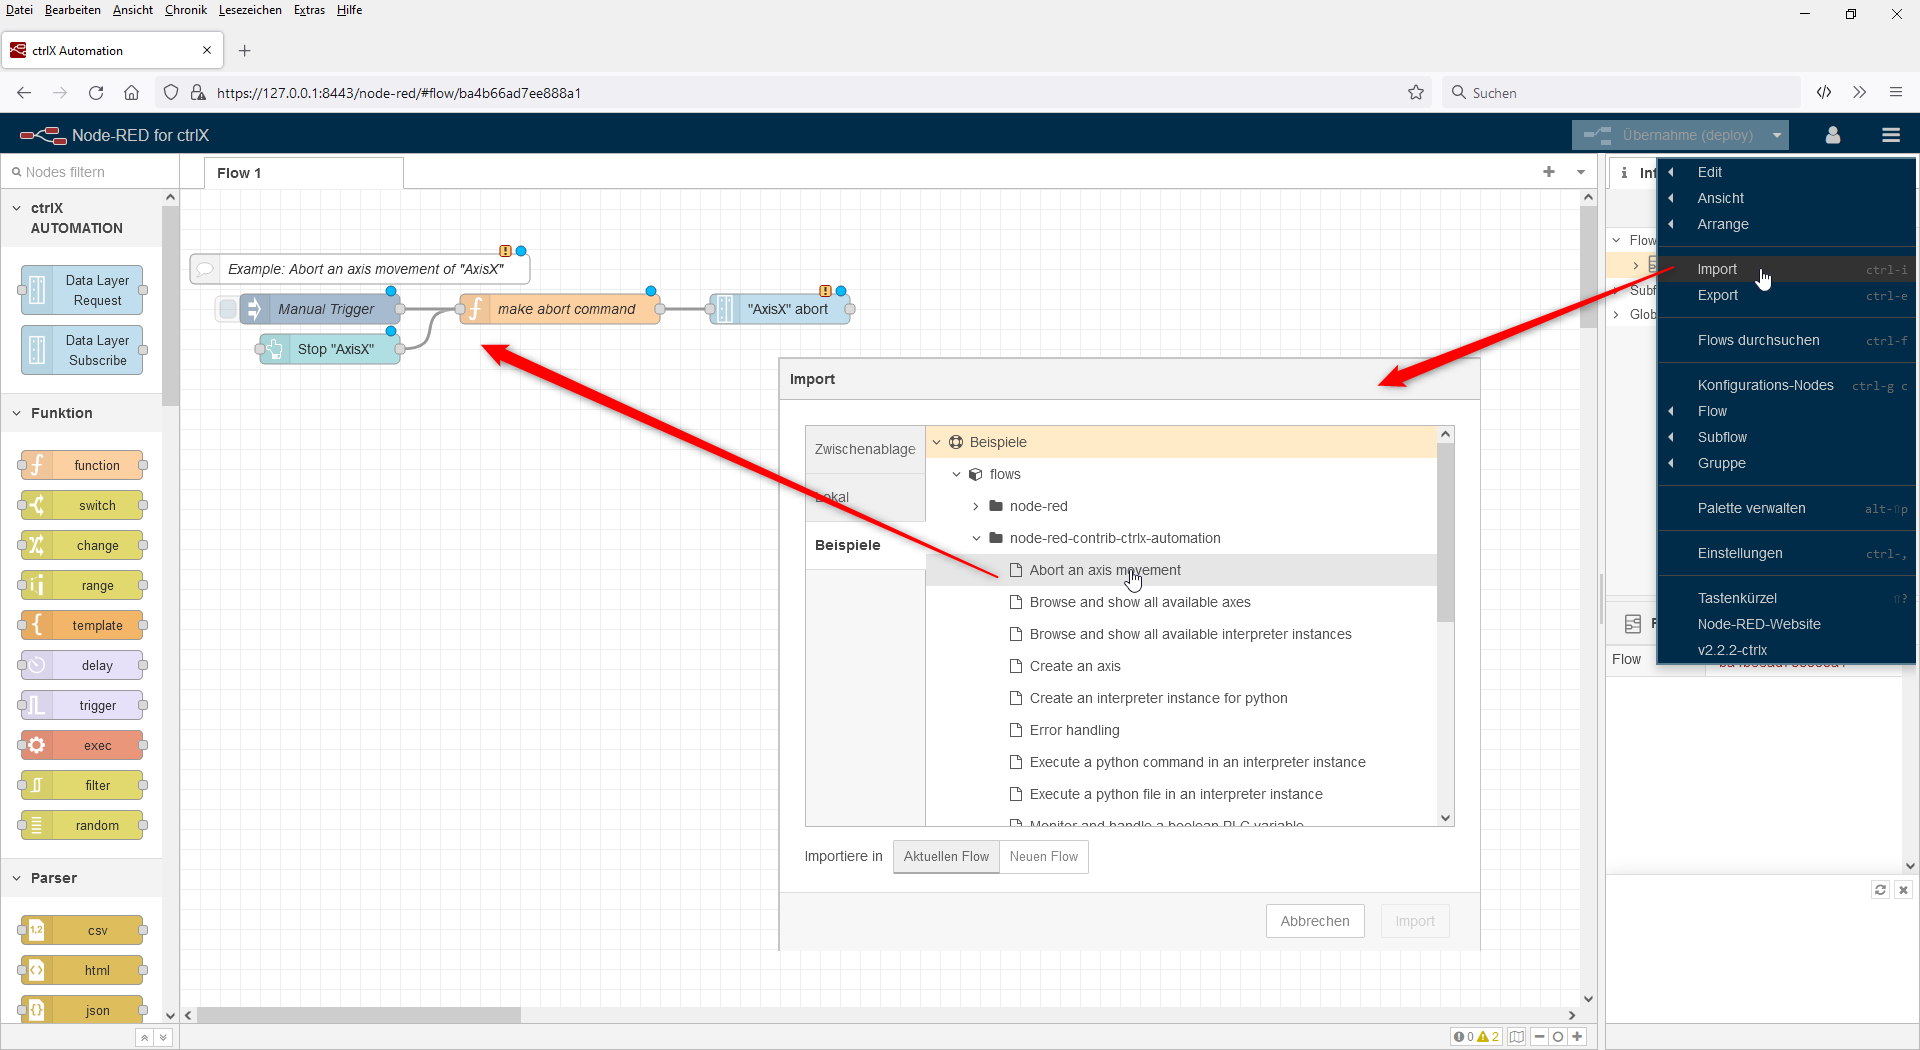 Datei Bearbeiten Ansicht Chronik Lesezeichen Extras Hilfe
ctrlX Automation
https://127.0.0.1:8443/node-red/#flow/ba4b66ad7ee888a1
Suchen
Node-RED for ctrlX
Übernahme (deploy)
Nodes filtern
Flow 1
ctrlX
AUTOMATION
Data Layer
Request
Data Layer
Subscribe
Funktion
function
switch
change
range
template
delay
trigger
exec
filter
random
Parser
csv
html
json
Example: Abort an axis movement of "AxisX"
Manual Trigger
make abort command
"AxisX" abort
Stop "AxisX"
Import
Zwischenablage
Lokal
Beispiele
Beispiele
flows
node-red
node-red-contrib-ctrlx-automation
Abort an axis movement
Browse and show all available axes
Browse and show all available interpreter instances
Create an axis
Create an interpreter instance for python
Error handling
Execute a python command in an interpreter instance
Execute a python file in an interpreter instance
Monitor and handle a boolean PLC variable
Importiere in Aktuellen Flow Neuen Flow
Abbrechen Import
Inf
Flow
Subf
Glob
Flow
Edit
Ansicht
Arrange
Import ctrl-i
Export ctrl-e
Flows durchsuchen ctrl-f
Konfigurations-Nodes ctrl-g c
Flow
Subflow
Gruppe
Palette verwalten alt-⇧p
Einstellungen ctrl-,
Tastenkürzel ⇧?
Node-RED-Website
v2.2.2-ctrlx
0 2